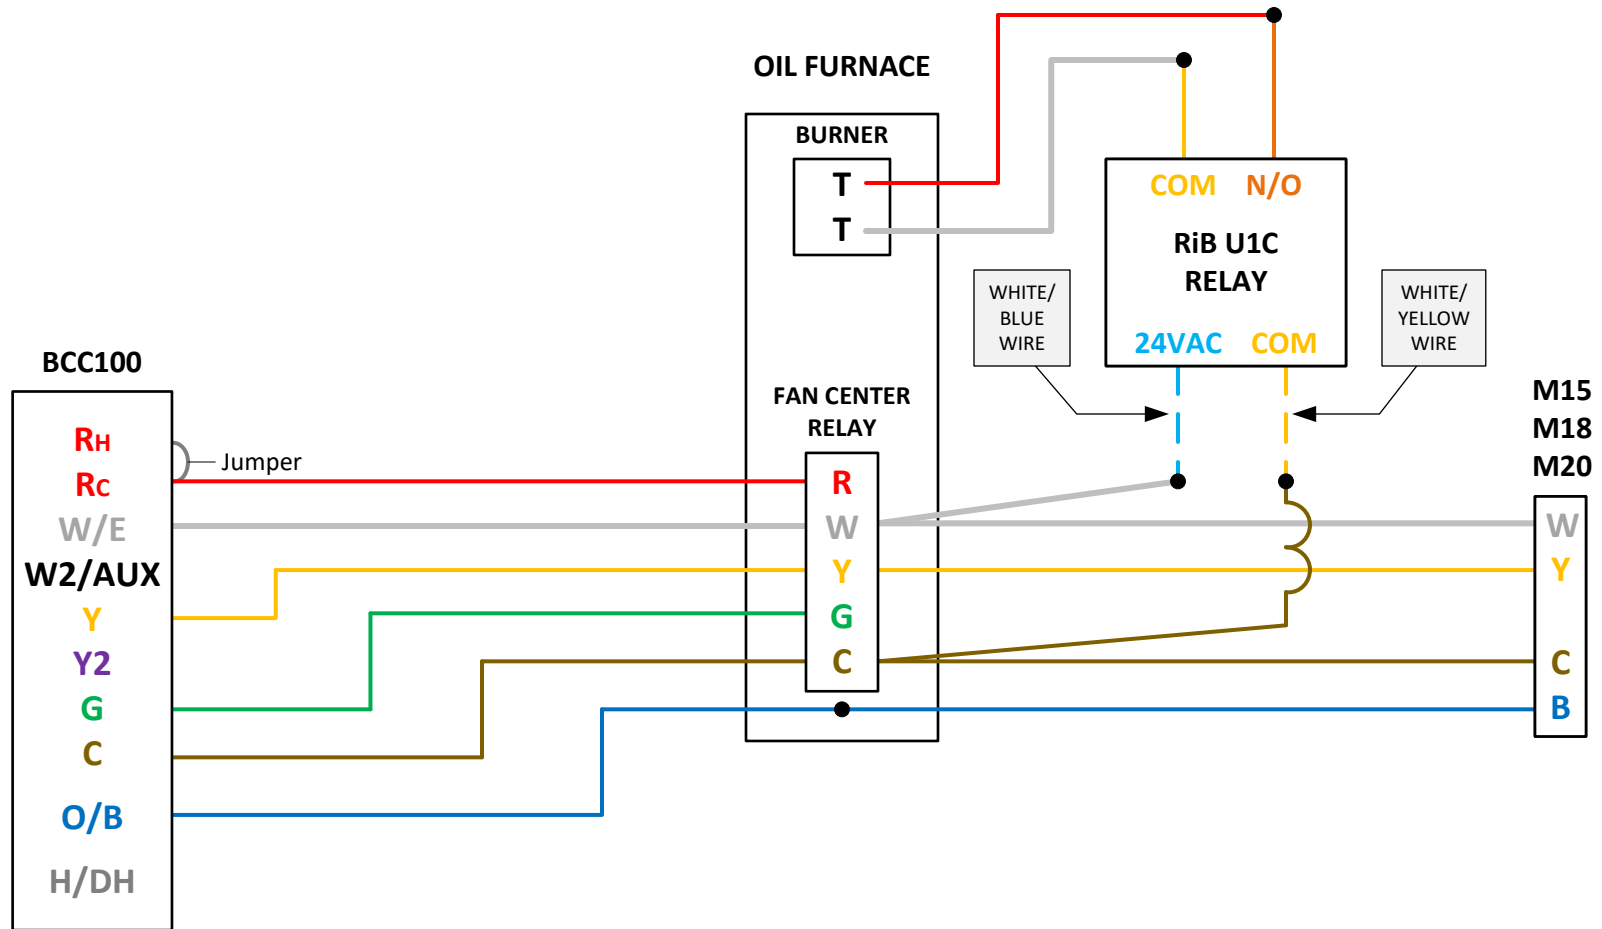 OIL FURNACE
BURNER
T
T
COM N/O
RiB U1C
RELAY
WHITE/
BLUE
WIRE
WHITE/
YELLOW
WIRE
24VAC COM
BCC100
RH
RC
W/E
W2/AUX
Y
Y2
G
C
O/B
H/DH
Jumper
FAN CENTER
RELAY
R
W
Y
G
C
M15
M18
M20
W
Y
C
B